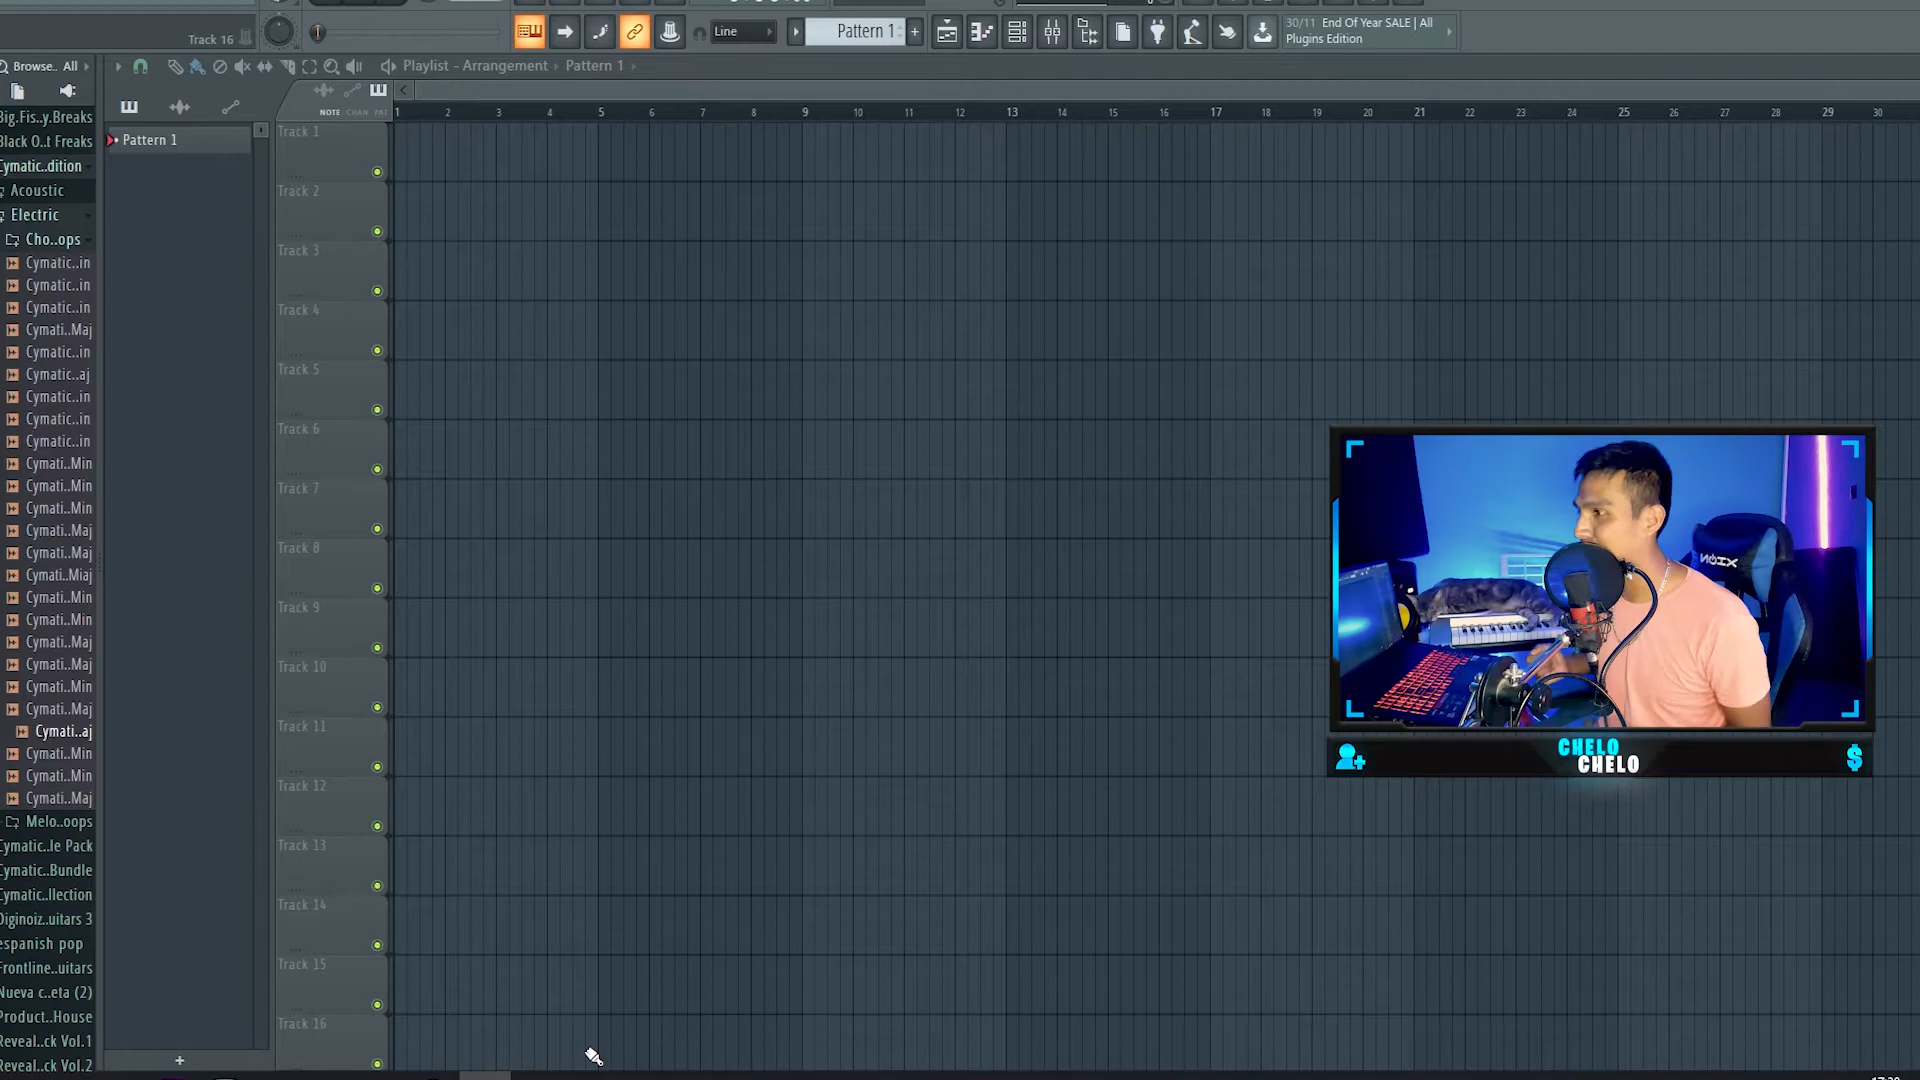 Track 16
Line
Pattern 1
+
30/11 End Of Year SALE | All
Plugins Edition
Browse.. All
Playlist - Arrangement › Pattern 1 ›
NOTE CHAN PAT
1 2 3 4 5 6 7 8 9 10 11 12 13 14 15 16 17 18 19 20 21 22 23 24 25 26 27 28 29 30
Big.Fis..y.Breaks
Black O..t Freaks
Cymatic..dition
Acoustic
Electric
Cho..ops
Cymatic..in
Cymatic..in
Cymatic..in
Cymati..Maj
Cymatic..in
Cymatic..aj
Cymatic..in
Cymatic..in
Cymatic..in
Cymati..Min
Cymati..Min
Cymati..Min
Cymati..Maj
Cymati..Maj
Cymati..Miaj
Cymati..Min
Cymati..Min
Cymati..Maj
Cymati..Maj
Cymati..Min
Cymati..Maj
Cymati..aj
Cymati..Min
Cymati..Min
Cymati..Maj
Melo..oops
Cymatic..le Pack
Cymatic..Bundle
Cymatic..llection
Diginoiz..uitars 3
espanish pop
Frontline..uitars
Nueva c..eta (2)
Product..House
Reveal..ck Vol.1
Reveal..ck Vol.2
Pattern 1
+
Track 1
Track 2
Track 3
Track 4
Track 5
Track 6
Track 7
Track 8
Track 9
Track 10
Track 11
Track 12
Track 13
Track 14
Track 15
Track 16
CHELO
CHELO
$